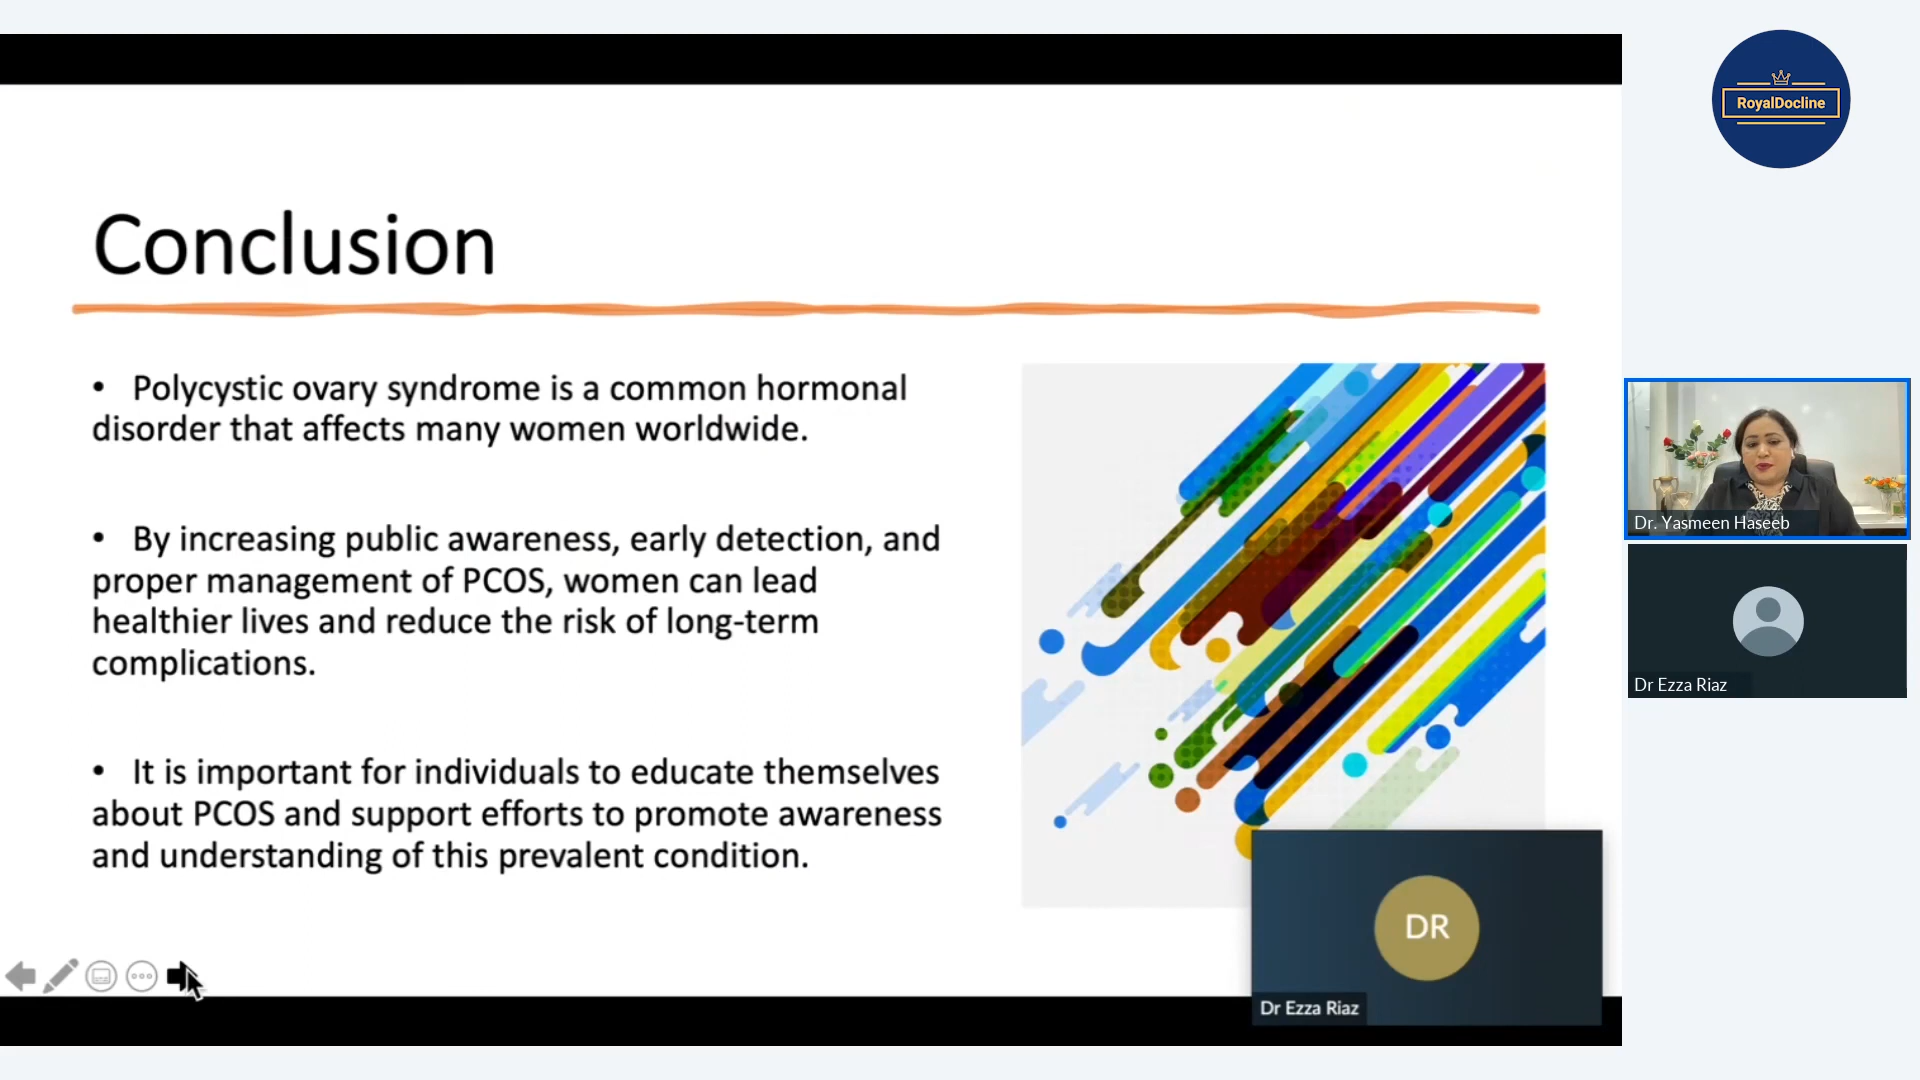 RoyalDocline
Conclusion
• Polycystic ovary syndrome is a common hormonal
disorder that affects many women worldwide.
• By increasing public awareness, early detection, and
proper management of PCOS, women can lead
healthier lives and reduce the risk of long-term
complications.
• It is important for individuals to educate themselves
about PCOS and support efforts to promote awareness
and understanding of this prevalent condition.
Dr. Yasmeen Haseeb
Dr Ezza Riaz
DR
Dr Ezza Riaz